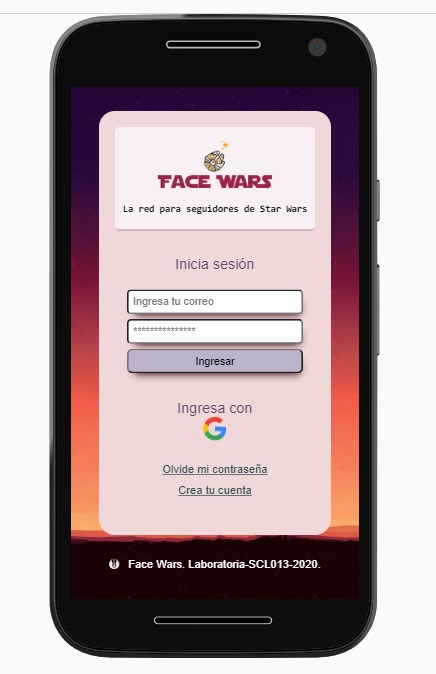 FACE WARS
La red para seguidores de Star Wars
Inicia sesión
Ingresa tu correo
***************
Ingresar
Ingresa con
Olvide mi contraseña
Crea tu cuenta
Face Wars. Laboratoria-SCL013-2020.